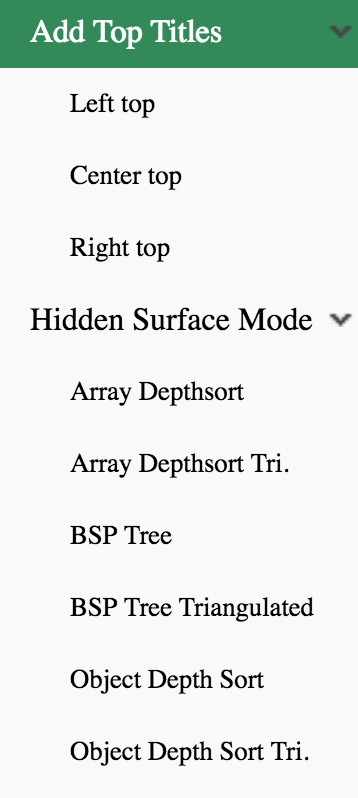 Add Top Titles
Left top
Center top
Right top
Hidden Surface Mode
Array Depthsort
Array Depthsort Tri.
BSP Tree
BSP Tree Triangulated
Object Depth Sort
Object Depth Sort Tri.